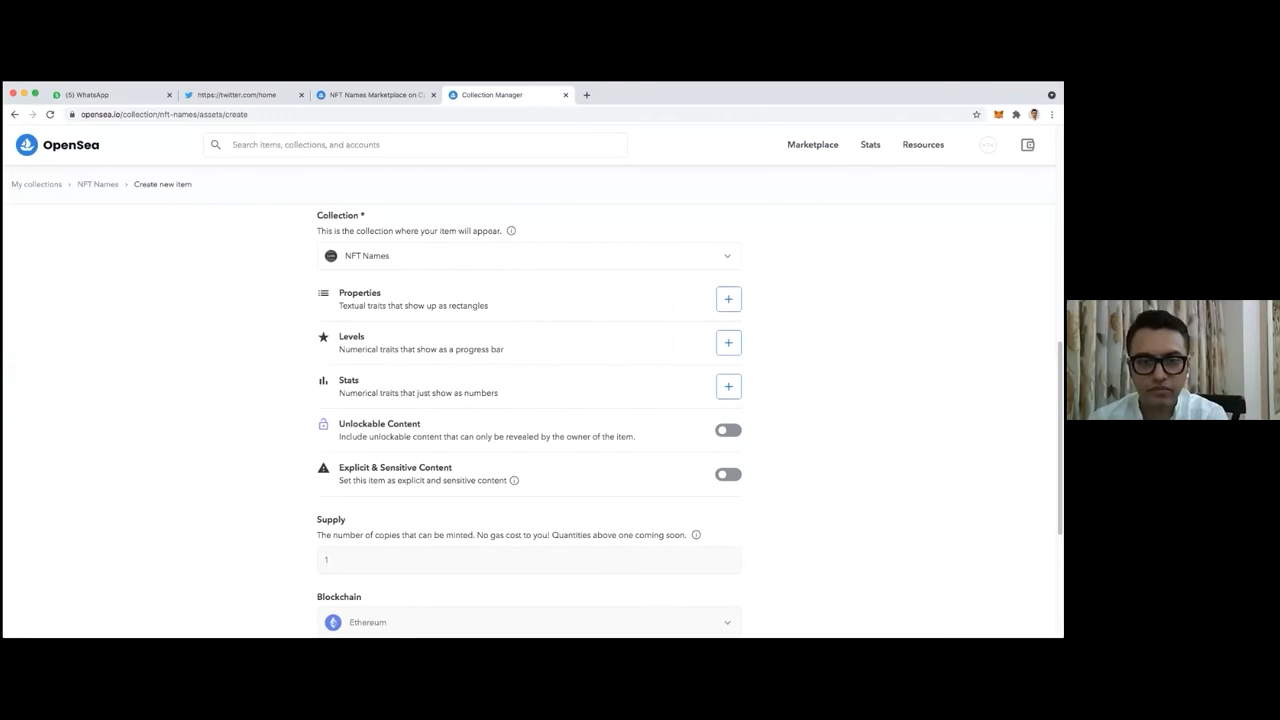 (5) WhatsApp
https://twitter.com/home
NFT Names Marketplace on
Collection Manager
opensea.io/collection/nft-names/assets/create
OpenSea
Search items, collections, and accounts
Marketplace
Stats
Resources
My collections > NFT Names > Create new item
Collection *
This is the collection where your item will appear.
NFT Names
Properties
Textual traits that show up as rectangles
Levels
Numerical traits that show as a progress bar
Stats
Numerical traits that just show as numbers
Unlockable Content
Include unlockable content that can only be revealed by the owner of the item.
Explicit & Sensitive Content
Set this item as explicit and sensitive content
Supply
The number of copies that can be minted. No gas cost to you! Quantities above one coming soon.
1
Blockchain
Ethereum